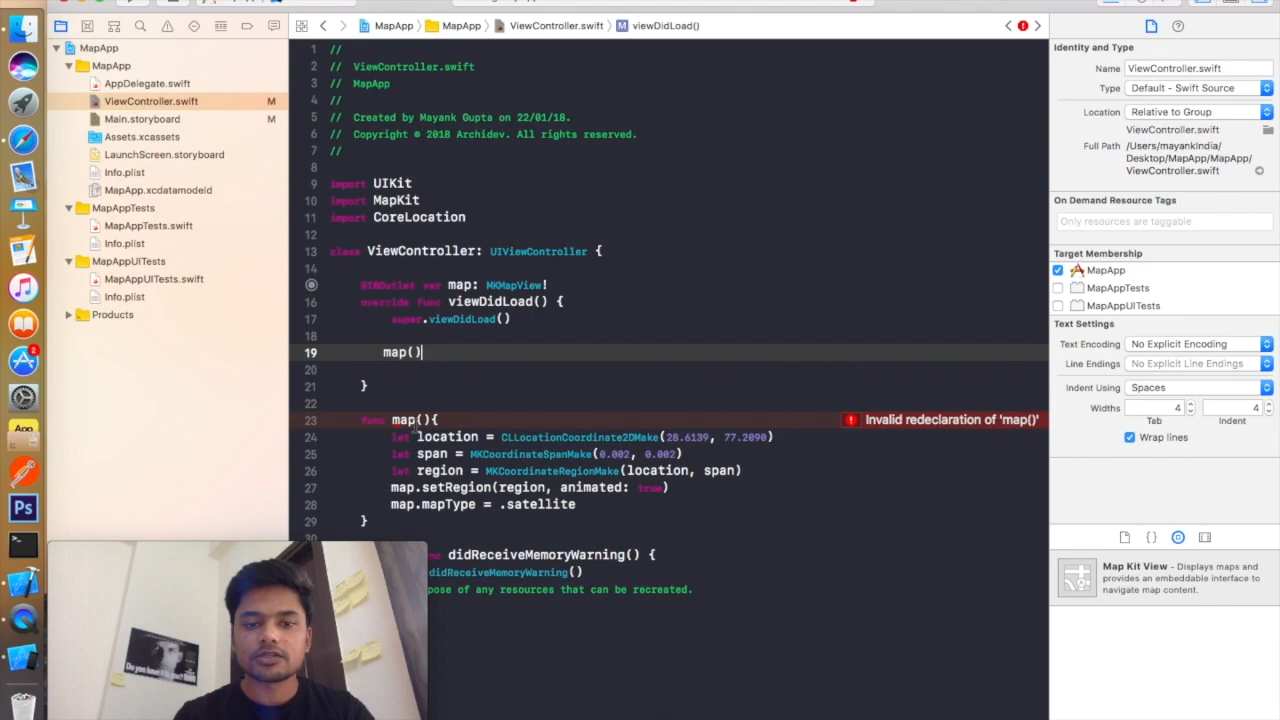 MapApp
MapApp
ViewController.swift
viewDidLoad()
MapApp
MapApp
AppDelegate.swift
ViewController.swift M
Main.storyboard M
Assets.xcassets
LaunchScreen.storyboard
Info.plist
MapApp.xcdatamodeld
MapAppTests
MapAppTests.swift
Info.plist
MapAppUITests
MapAppUITests.swift
Info.plist
Products
1 //
2 // ViewController.swift
3 // MapApp
4 //
5 // Created by Mayank Gupta on 22/01/18.
6 // Copyright © 2018 Archidev. All rights reserved.
7 //
8
9 import UIKit
10 import MapKit
11 import CoreLocation
12
13 class ViewController: UIViewController {
14
@IBOutlet var map: MKMapView!
16 override func viewDidLoad() {
17 super.viewDidLoad()
18
19 map()
20
21 }
22
23 func map(){ Invalid redeclaration of 'map()'
24 let location = CLLocationCoordinate2DMake(28.6139, 77.2090)
25 let span = MKCoordinateSpanMake(0.002, 0.002)
26 let region = MKCoordinateRegionMake(location, span)
27 map.setRegion(region, animated: true)
28 map.mapType = .satellite
29 }
30
didReceiveMemoryWarning() {
didReceiveMemoryWarning()
pose of any resources that can be recreated.
Identity and Type
Name ViewController.swift
Type Default - Swift Source
Location Relative to Group
ViewController.swift
Full Path /Users/mayankIndia/
Desktop/MapApp/MapApp/
ViewController.swift
On Demand Resource Tags
Only resources are taggable
Target Membership
MapApp
MapAppTests
MapAppUITests
Text Settings
Text Encoding No Explicit Encoding
Line Endings No Explicit Line Endings
Indent Using Spaces
Widths 4 4
Tab Indent
Wrap lines
Map Kit View - Displays maps and
provides an embeddable interface to
navigate map content.
2
App
Ps
Do you have